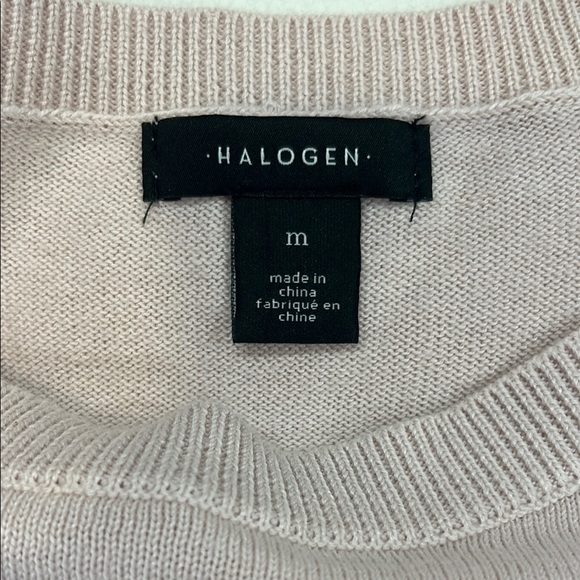 ·HALOGEN·
m
made in
china
fabriqué en
chine